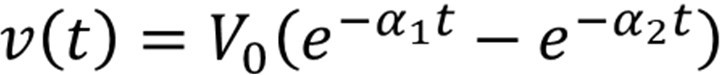 v(t) = V₀(e^{-α₁t} − e^{-α₂t})